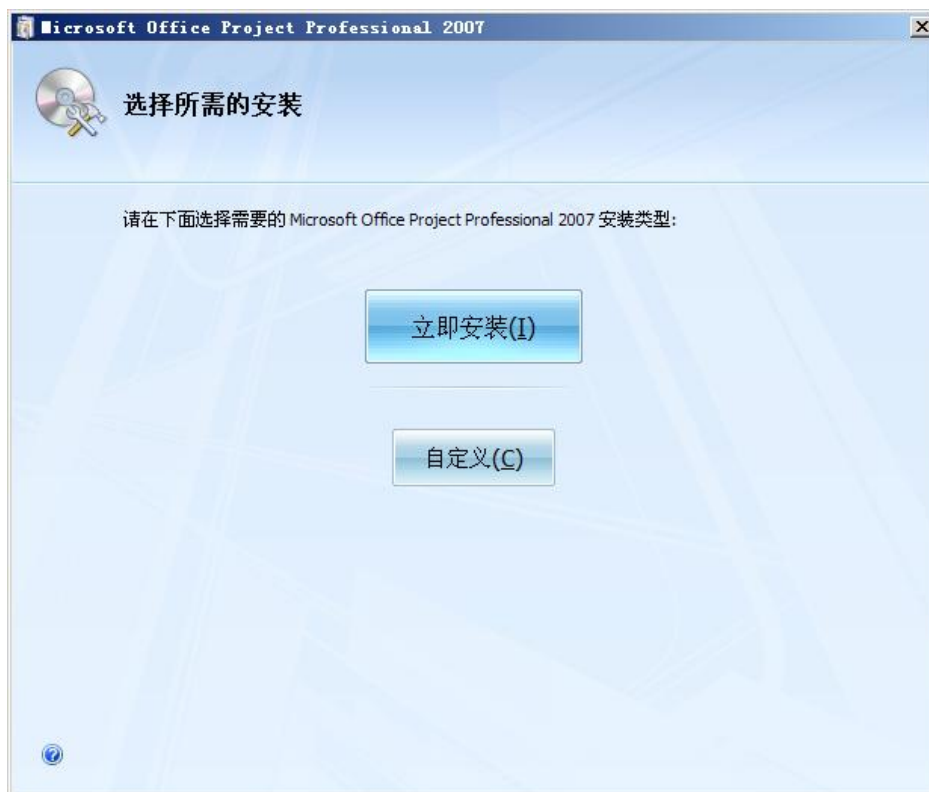 Microsoft Office Project Professional 2007
选择所需的安装
请在下面选择需要的 Microsoft Office Project Professional 2007 安装类型:
立即安装(I)
自定义(C)